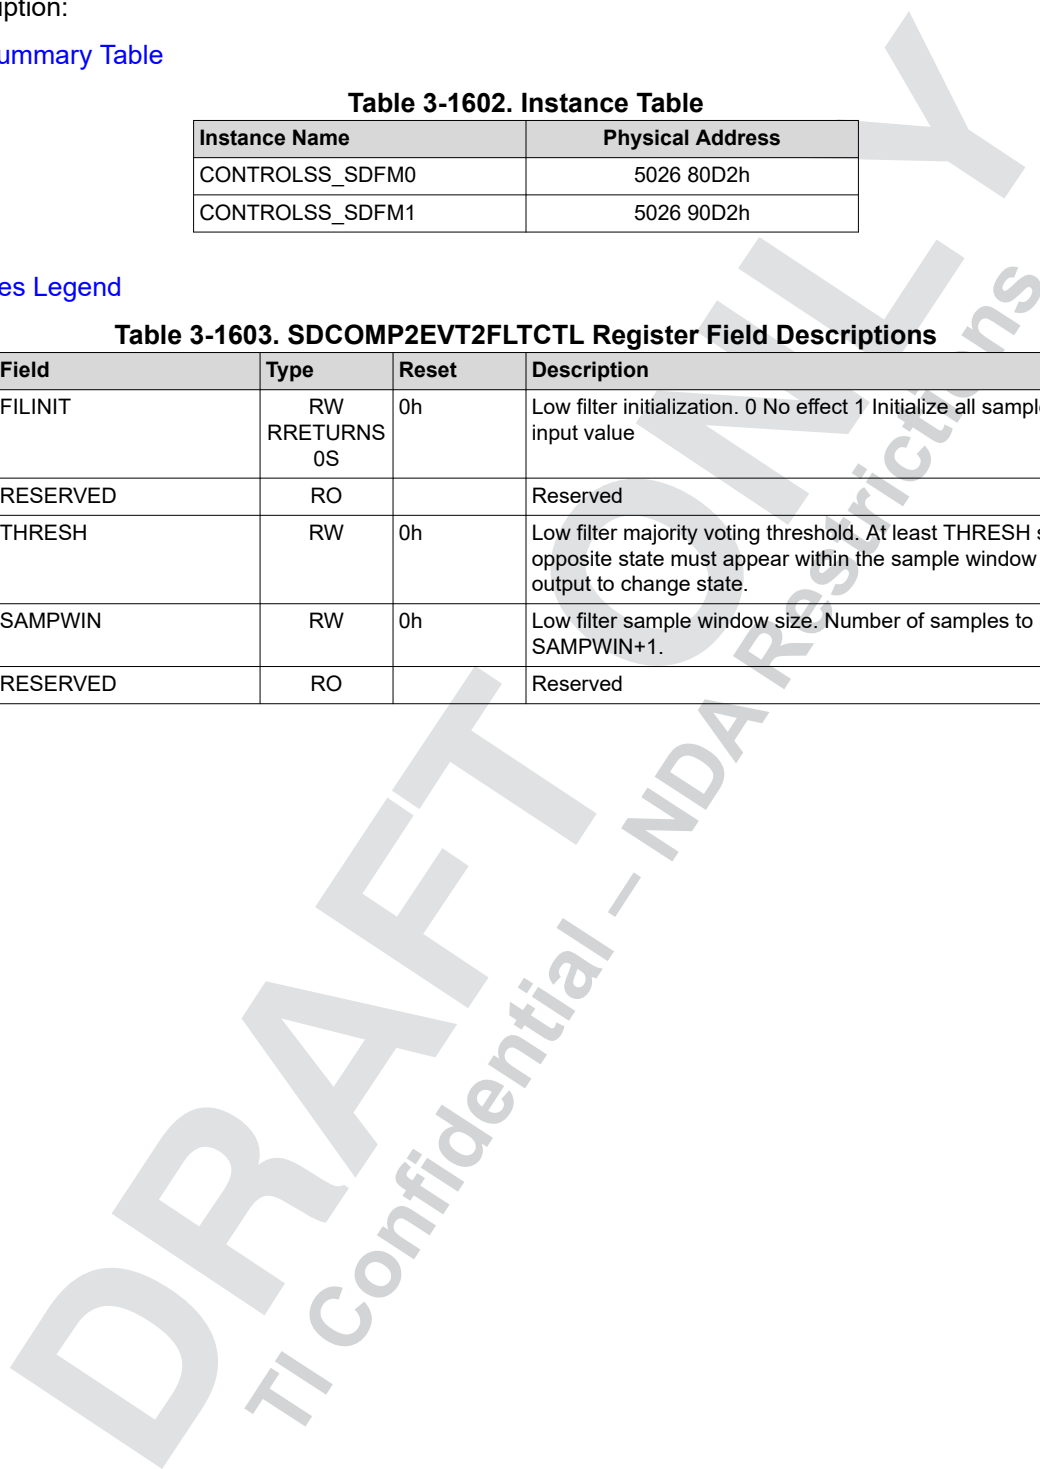 ption:
ummary Table
Table 3-1602. Instance Table
Instance Name Physical Address
CONTROLSS_SDFM0 5026 80D2h
CONTROLSS_SDFM1 5026 90D2h
es Legend
Table 3-1603. SDCOMP2EVT2FLTCTL Register Field Descriptions
Field Type Reset Description
FILINIT RW RRETURNS 0S 0h Low filter initialization. 0 No effect 1 Initialize all sample
input value
RESERVED RO Reserved
THRESH RW 0h Low filter majority voting threshold. At least THRESH s
opposite state must appear within the sample window
output to change state.
SAMPWIN RW 0h Low filter sample window size. Number of samples to
SAMPWIN+1.
RESERVED RO Reserved
DRAFT ONLY
TI Confidential – NDA Restrictions